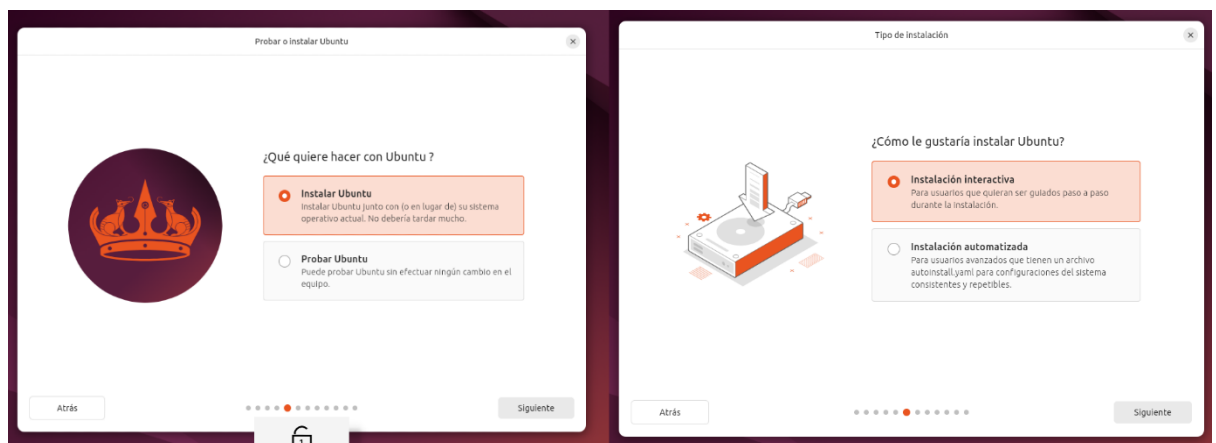 Probar o instalar Ubuntu
¿Qué quiere hacer con Ubuntu ?
Instalar Ubuntu
Instalar Ubuntu junto con (o en lugar de) su sistema
operativo actual. No debería tardar mucho.
Probar Ubuntu
Puede probar Ubuntu sin efectuar ningún cambio en el
equipo.
Atrás
Siguiente
Tipo de instalación
¿Cómo le gustaría instalar Ubuntu?
Instalación interactiva
Para usuarios que quieran ser guiados paso a paso
durante la instalación.
Instalación automatizada
Para usuarios avanzados que tienen un archivo
autoinstall.yaml para configuraciones del sistema
consistentes y repetibles.
Atrás
Siguiente